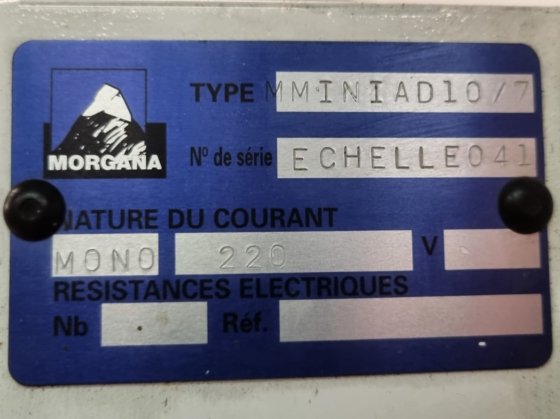 MORGANA
TYPE MMINIAD10/7
N° de série ECHELLE041
NATURE DU COURANT
MONO 220 V
RESISTANCES ELECTRIQUES
Nb Réf.